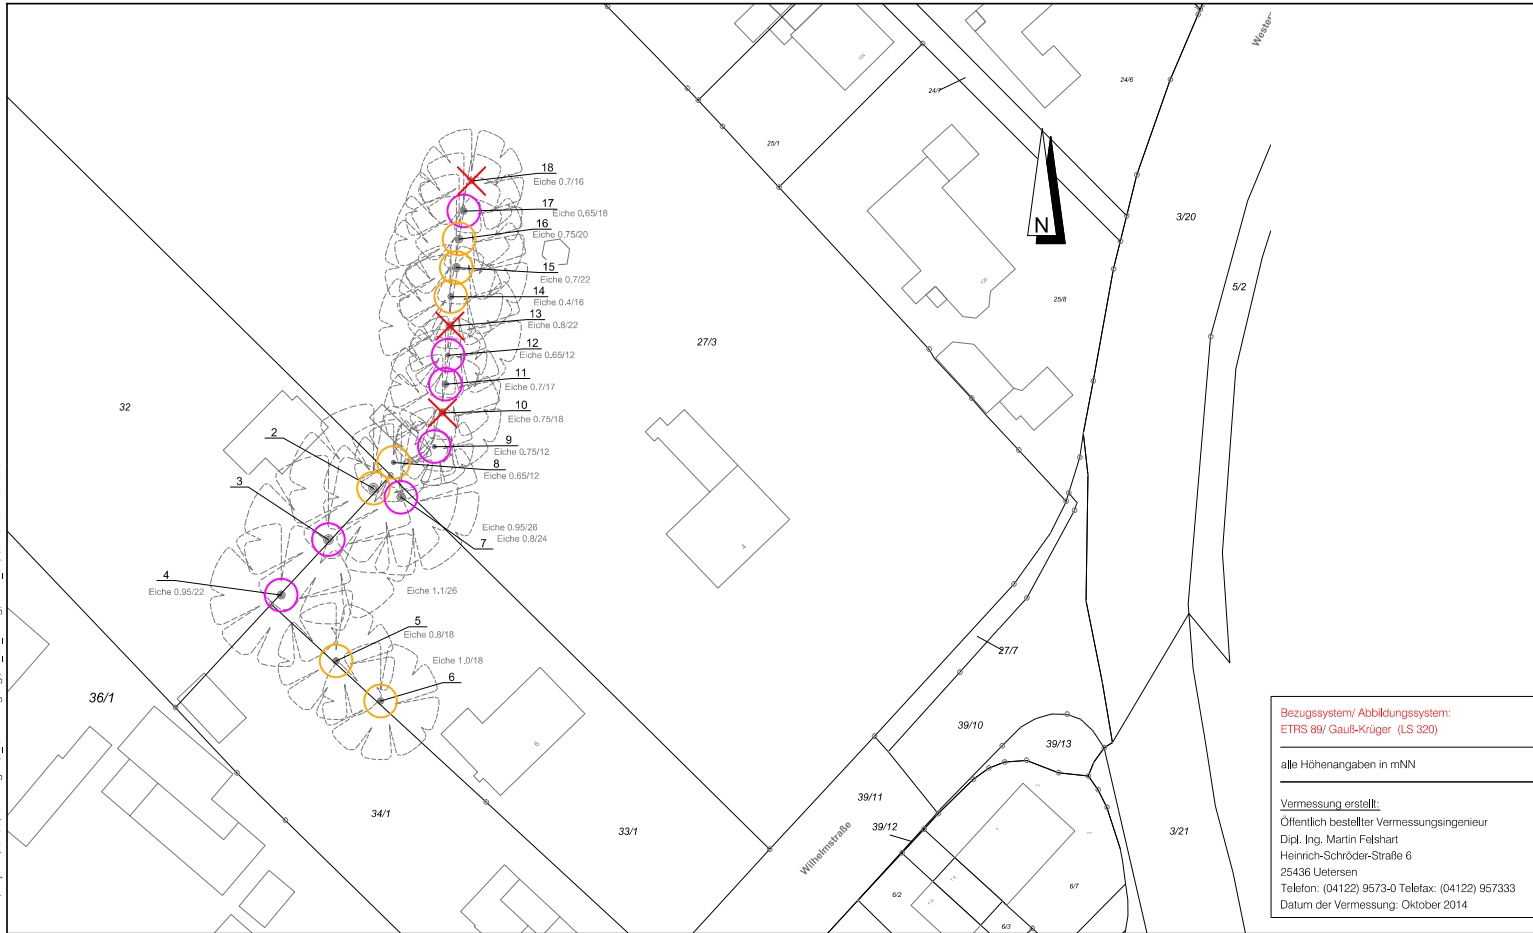 Wester
12A
24/6
24/7
25/1
18
Eiche 0.7/16
17
Eiche 0.65/18
16
Eiche 0.75/20
15
Eiche 0.7/22
14
Eiche 0.4/16
13
Eiche 0.8/22
12
Eiche 0.65/12
11
Eiche 0.7/17
10
Eiche 0.75/18
9
Eiche 0.75/12
8
Eiche 0.65/12
2
3
Eiche 0.95/26
Eiche 0.8/24
7
4
Eiche 0.95/22
Eiche 1.1/26
5
Eiche 0.8/18
Eiche 1.0/18
6
N
3/20
5/2
25/8
27/3
32
4
36/1
27/7
6
39/10
39/13
39/11
39/12
34/1
33/1
Wilhelmstraße
3/21
6/2
6/7
6/3
Bezugssystem/ Abbildungssystem:
ETRS 89/ Gauß-Krüger (LS 320)
alle Höhenangaben in mNN
Vermessung erstellt:
Öffentlich bestellter Vermessungsingenieur
Dipl. Ing. Martin Felshart
Heinrich-Schröder-Straße 6
25436 Uetersen
Telefon: (04122) 9573-0 Telefax: (04122) 957333
Datum der Vermessung: Oktober 2014